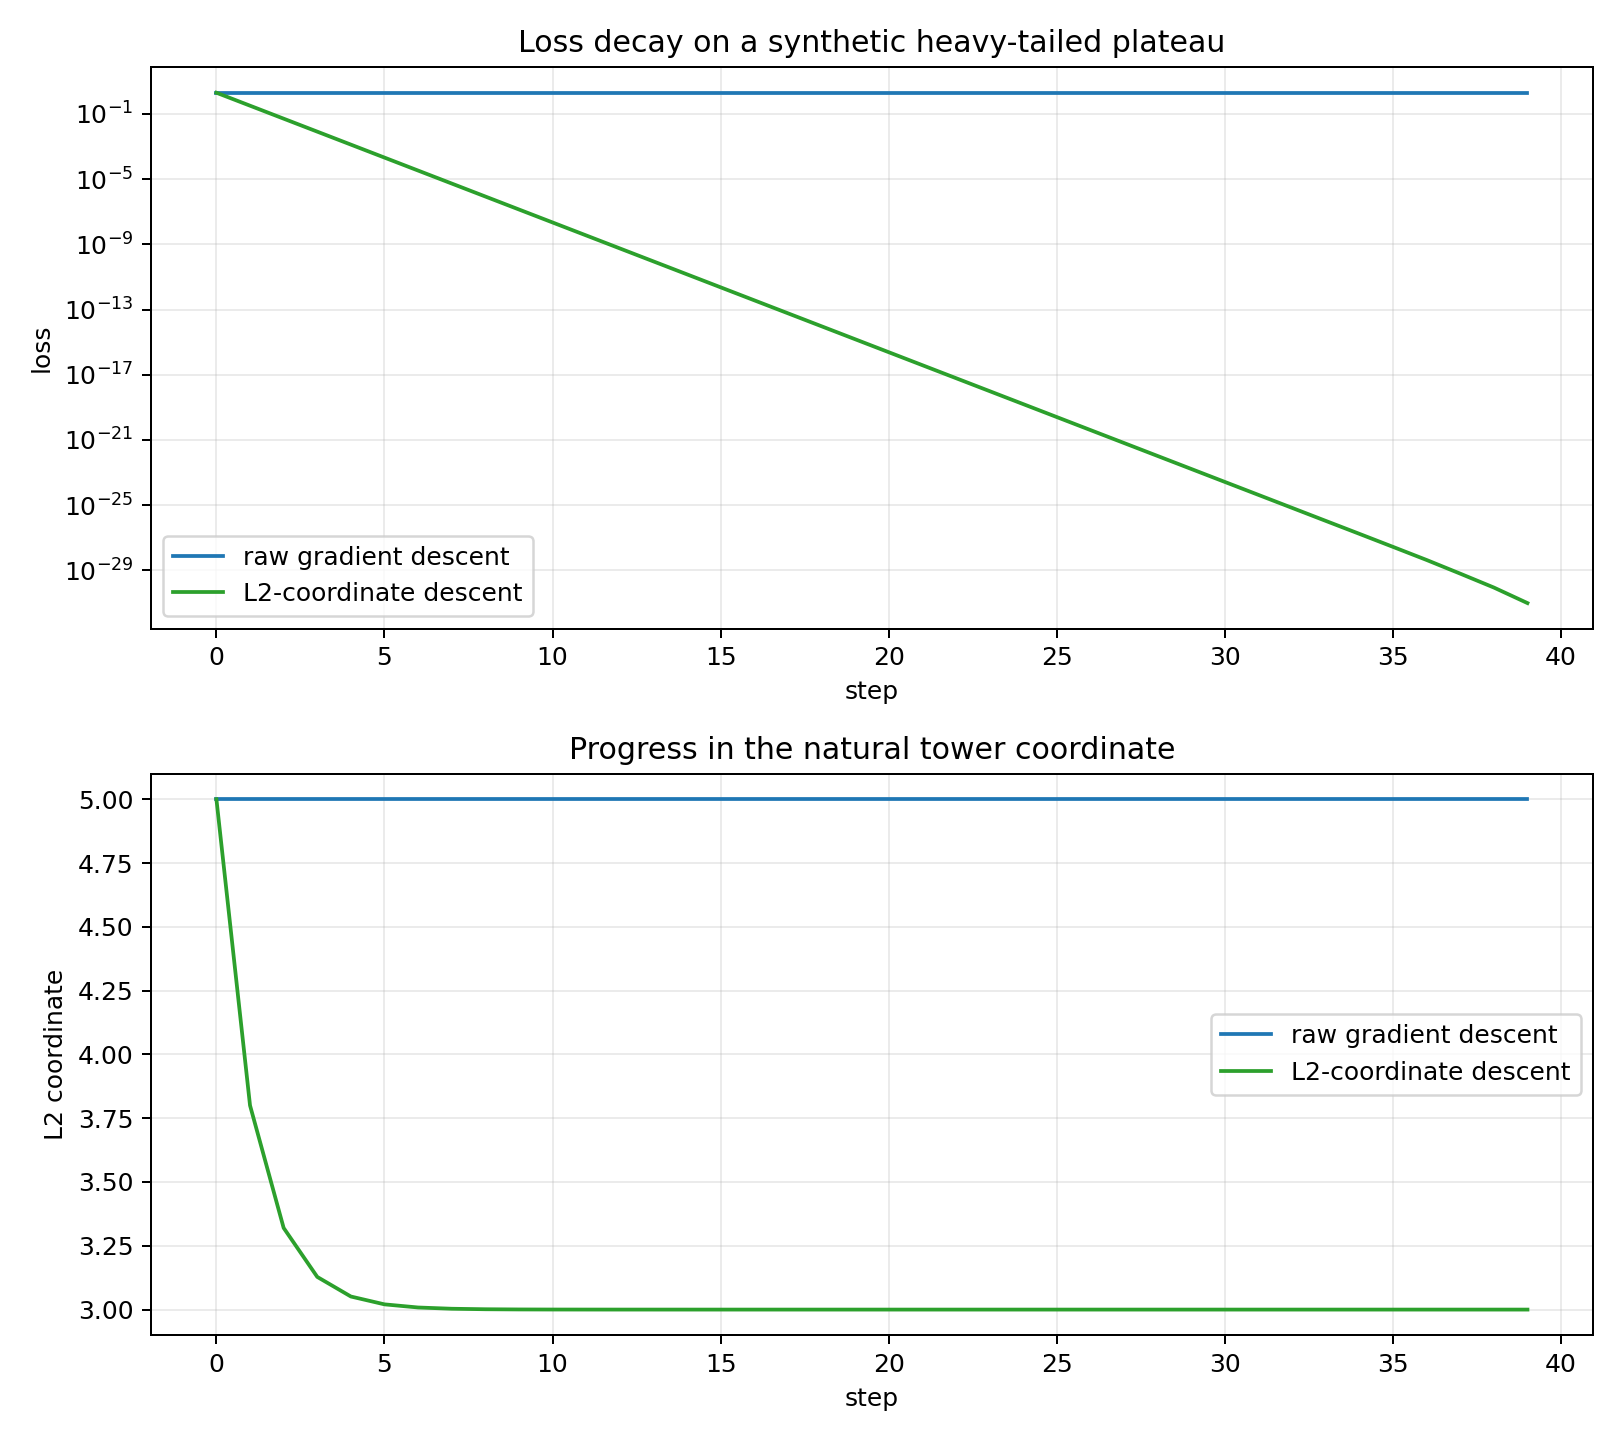 Loss decay on a synthetic heavy-tailed plateau
10⁻¹
10⁻⁵
10⁻⁹
10⁻¹³
10⁻¹⁷
10⁻²¹
10⁻²⁵
10⁻²⁹
loss
raw gradient descent
L2-coordinate descent
0 5 10 15 20 25 30 35 40
step
Progress in the natural tower coordinate
5.00
4.75
4.50
4.25
4.00
3.75
3.50
3.25
3.00
L2 coordinate
raw gradient descent
L2-coordinate descent
0 5 10 15 20 25 30 35 40
step